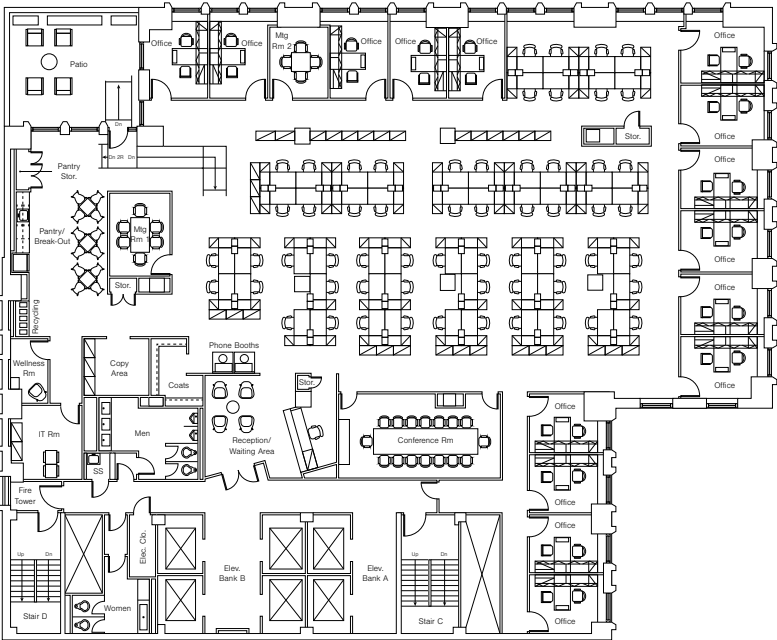 Office
Office
Mtg
Rm 2
Office
Office
Office
Office
Patio
Dn
Office
Stor.
Dn 2R Dn
Pantry
Stor.
Office
Pantry/
Break-Out
Mtg
Rm 1
Office
Stor.
Recycling
Office
Phone Booths
Wellness
Rm
Copy
Area
Coats
Stor.
Office
Office
IT Rm
Men
Reception/
Waiting Area
Conference Rm
SS
Fire
Tower
Office
Office
Elec. Clo.
Up Dn
Elev.
Bank B
Elev.
Bank A
Up Dn
Women
Stair D
Stair C
Office